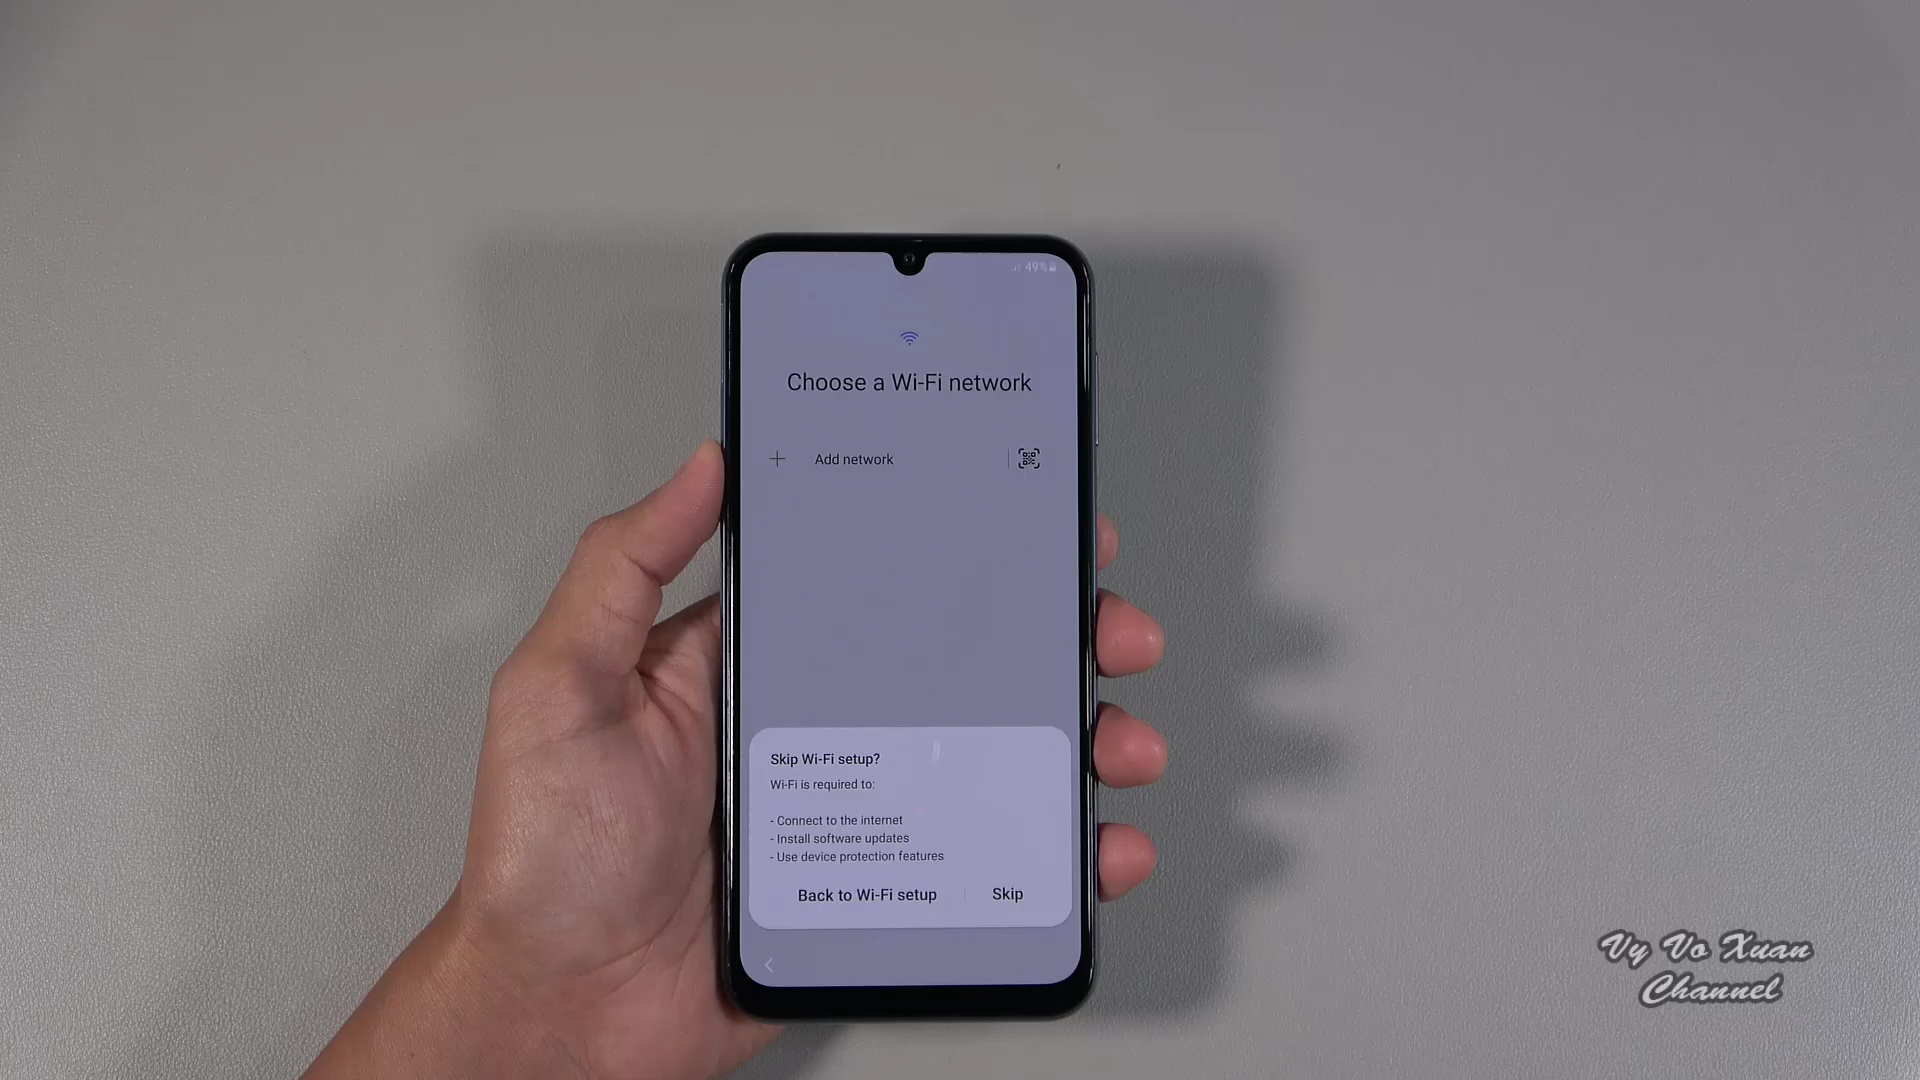 49%
Choose a Wi-Fi network
Add network
Skip Wi-Fi setup?
Wi-Fi is required to:
- Connect to the internet
- Install software updates
- Use device protection features
Back to Wi-Fi setup
Skip
Vy Vo Xuan
Channel